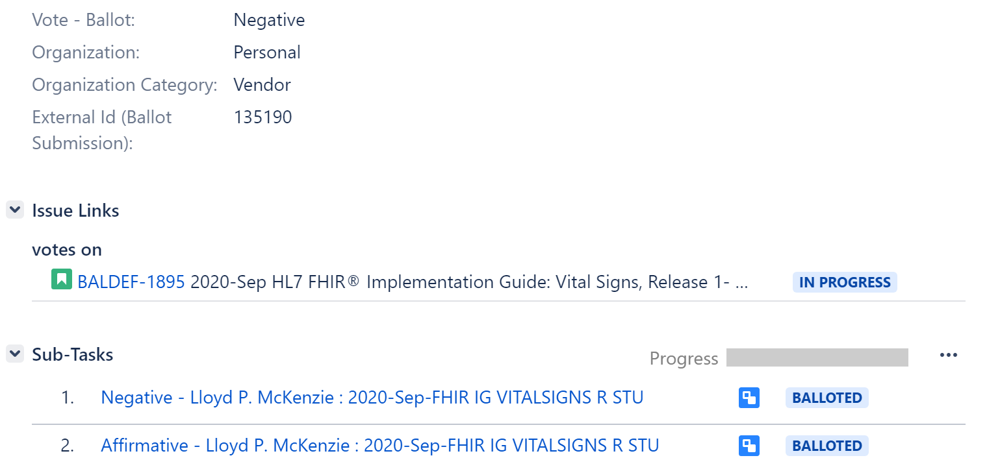 Vote - Ballot: Negative
Organization: Personal
Organization Category: Vendor
External Id (Ballot Submission): 135190
Issue Links
votes on
BALDEF-1895 2020-Sep HL7 FHIR® Implementation Guide: Vital Signs, Release 1- ... IN PROGRESS
Sub-Tasks Progress
1. Negative - Lloyd P. McKenzie : 2020-Sep-FHIR IG VITALSIGNS R STU BALLOTED
2. Affirmative - Lloyd P. McKenzie : 2020-Sep-FHIR IG VITALSIGNS R STU BALLOTED